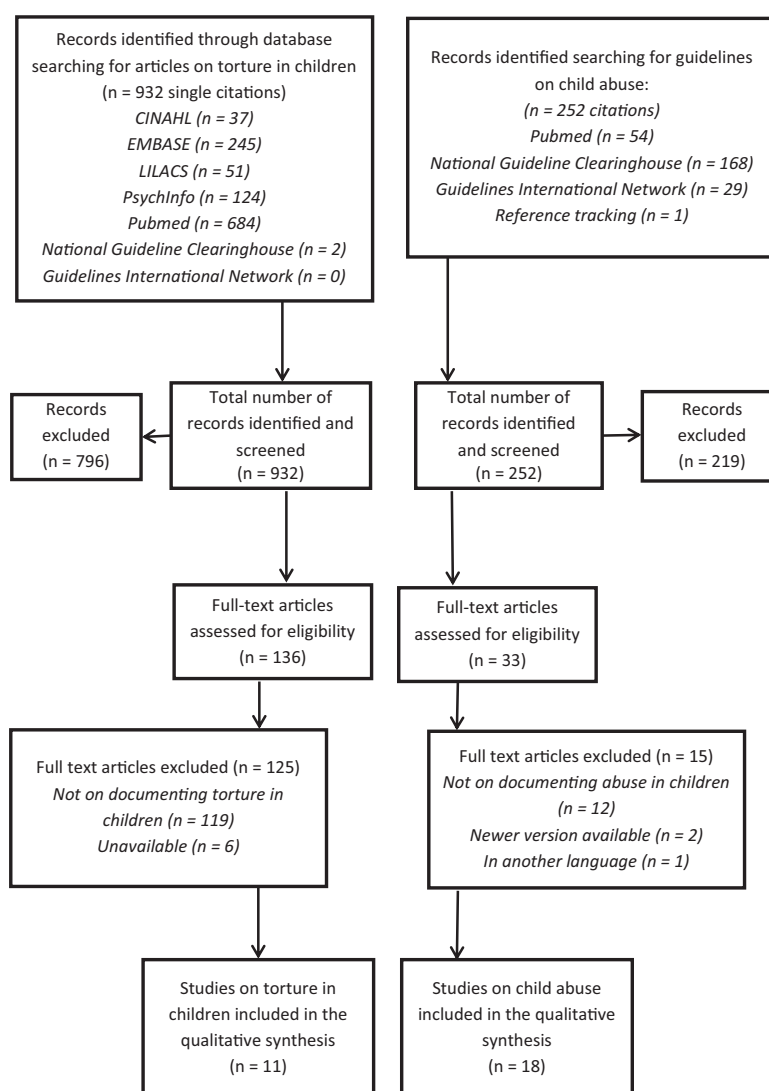 Records identified through database
searching for articles on torture in children
(n = 932 single citations)
CINAHL (n = 37)
EMBASE (n = 245)
LILACS (n = 51)
PsychInfo (n = 124)
Pubmed (n = 684)
National Guideline Clearinghouse (n = 2)
Guidelines International Network (n = 0)
Records identified searching for guidelines
on child abuse:
(n = 252 citations)
Pubmed (n = 54)
National Guideline Clearinghouse (n = 168)
Guidelines International Network (n = 29)
Reference tracking (n = 1)
Records
excluded
(n = 796)
Total number of
records identified and
screened
(n = 932)
Total number of
records identified
and screened
(n = 252)
Records
excluded
(n = 219)
Full-text articles
assessed for eligibility
(n = 136)
Full-text articles
assessed for eligibility
(n = 33)
Full text articles excluded (n = 125)
Not on documenting torture in
children (n = 119)
Unavailable (n = 6)
Full text articles excluded (n = 15)
Not on documenting abuse in children
(n = 12)
Newer version available (n = 2)
In another language (n = 1)
Studies on torture in
children included in the
qualitative synthesis
(n = 11)
Studies on child abuse
included in the qualitative
synthesis
(n = 18)